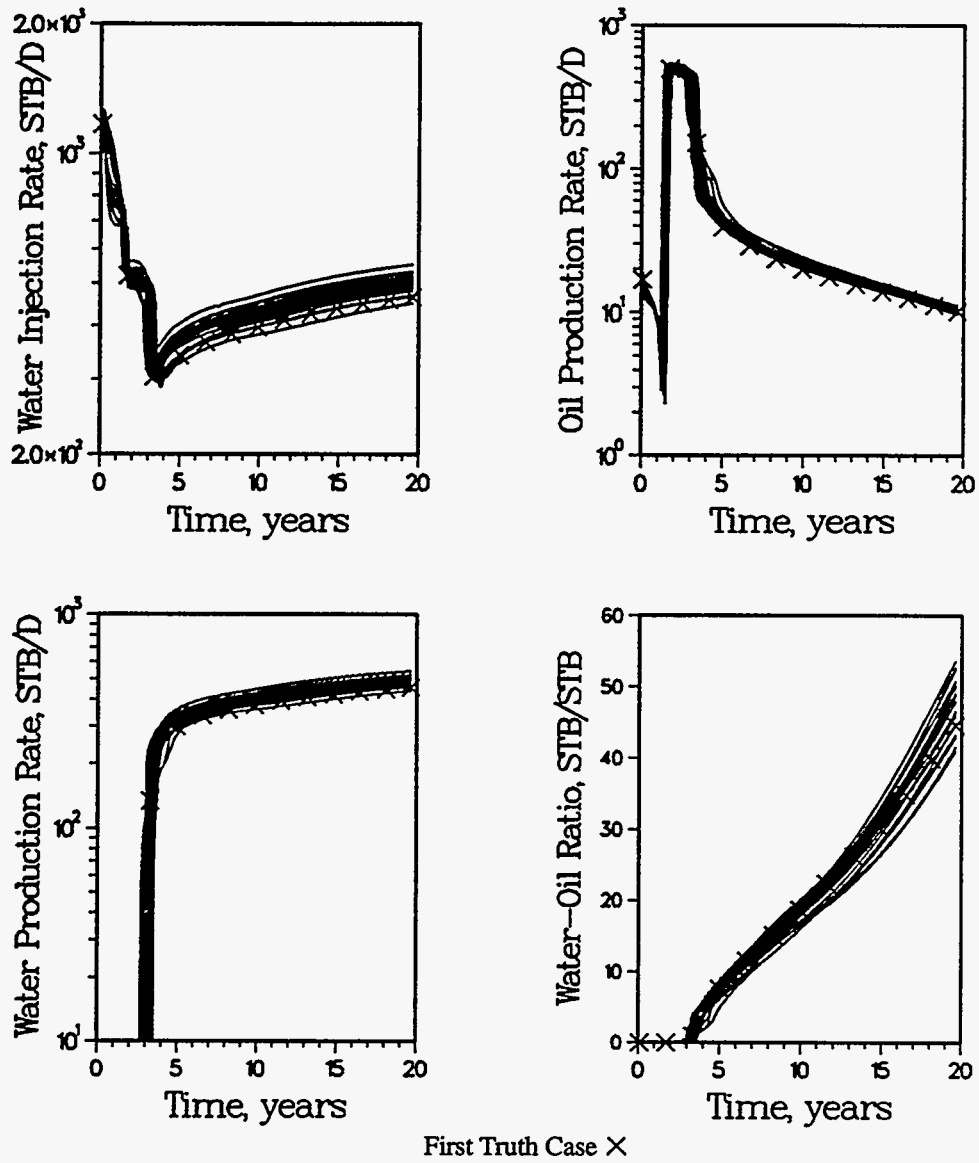 2.0×10³
10³
2.0×10²
Water Injection Rate, STB/D
0 5 10 15 20
Time, years
10³
10²
10¹
10⁰
Oil Production Rate, STB/D
0 5 10 15 20
Time, years
10³
10²
10¹
Water Production Rate, STB/D
0 5 10 15 20
Time, years
60
50
40
30
20
10
0
Water-Oil Ratio, STB/STB
0 5 10 15 20
Time, years
First Truth Case ×